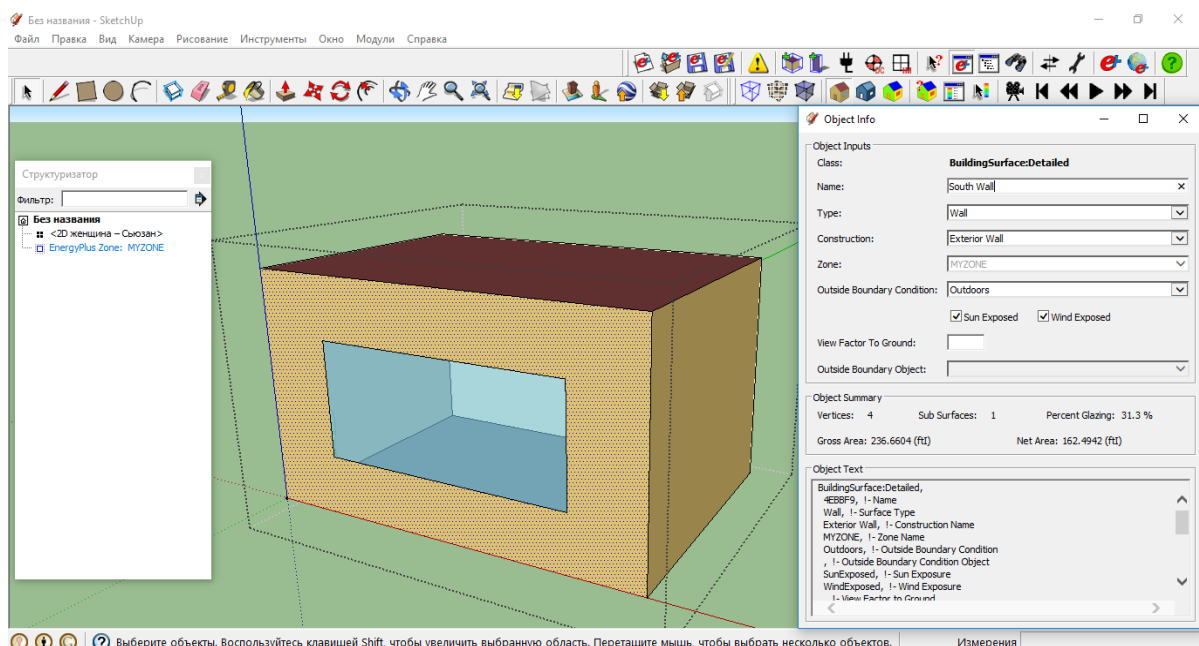 Без названия - SketchUp
Файл Правка Вид Камера Рисование Инструменты Окно Модули Справка
Структуризатор
Фильтр:
Без названия
<2D женщина – Сьюзан>
EnergyPlus Zone: MYZONE
Object Info
Object Inputs
Class: BuildingSurface:Detailed
Name: South Wall
Type: Wall
Construction: Exterior Wall
Zone: MYZONE
Outside Boundary Condition: Outdoors
Sun Exposed Wind Exposed
View Factor To Ground:
Outside Boundary Object:
Object Summary
Vertices: 4 Sub Surfaces: 1 Percent Glazing: 31.3 %
Gross Area: 236.6604 (ftI) Net Area: 162.4942 (ftI)
Object Text
BuildingSurface:Detailed,
4EBBF9, !- Name
Wall, !- Surface Type
Exterior Wall, !- Construction Name
MYZONE, !- Zone Name
Outdoors, !- Outside Boundary Condition
, !- Outside Boundary Condition Object
SunExposed, !- Sun Exposure
WindExposed, !- Wind Exposure
!- View Factor to Ground
Выберите объекты. Воспользуйтесь клавишей Shift, чтобы увеличить выбранную область. Перетащите мышь, чтобы выбрать несколько объектов. Измерения